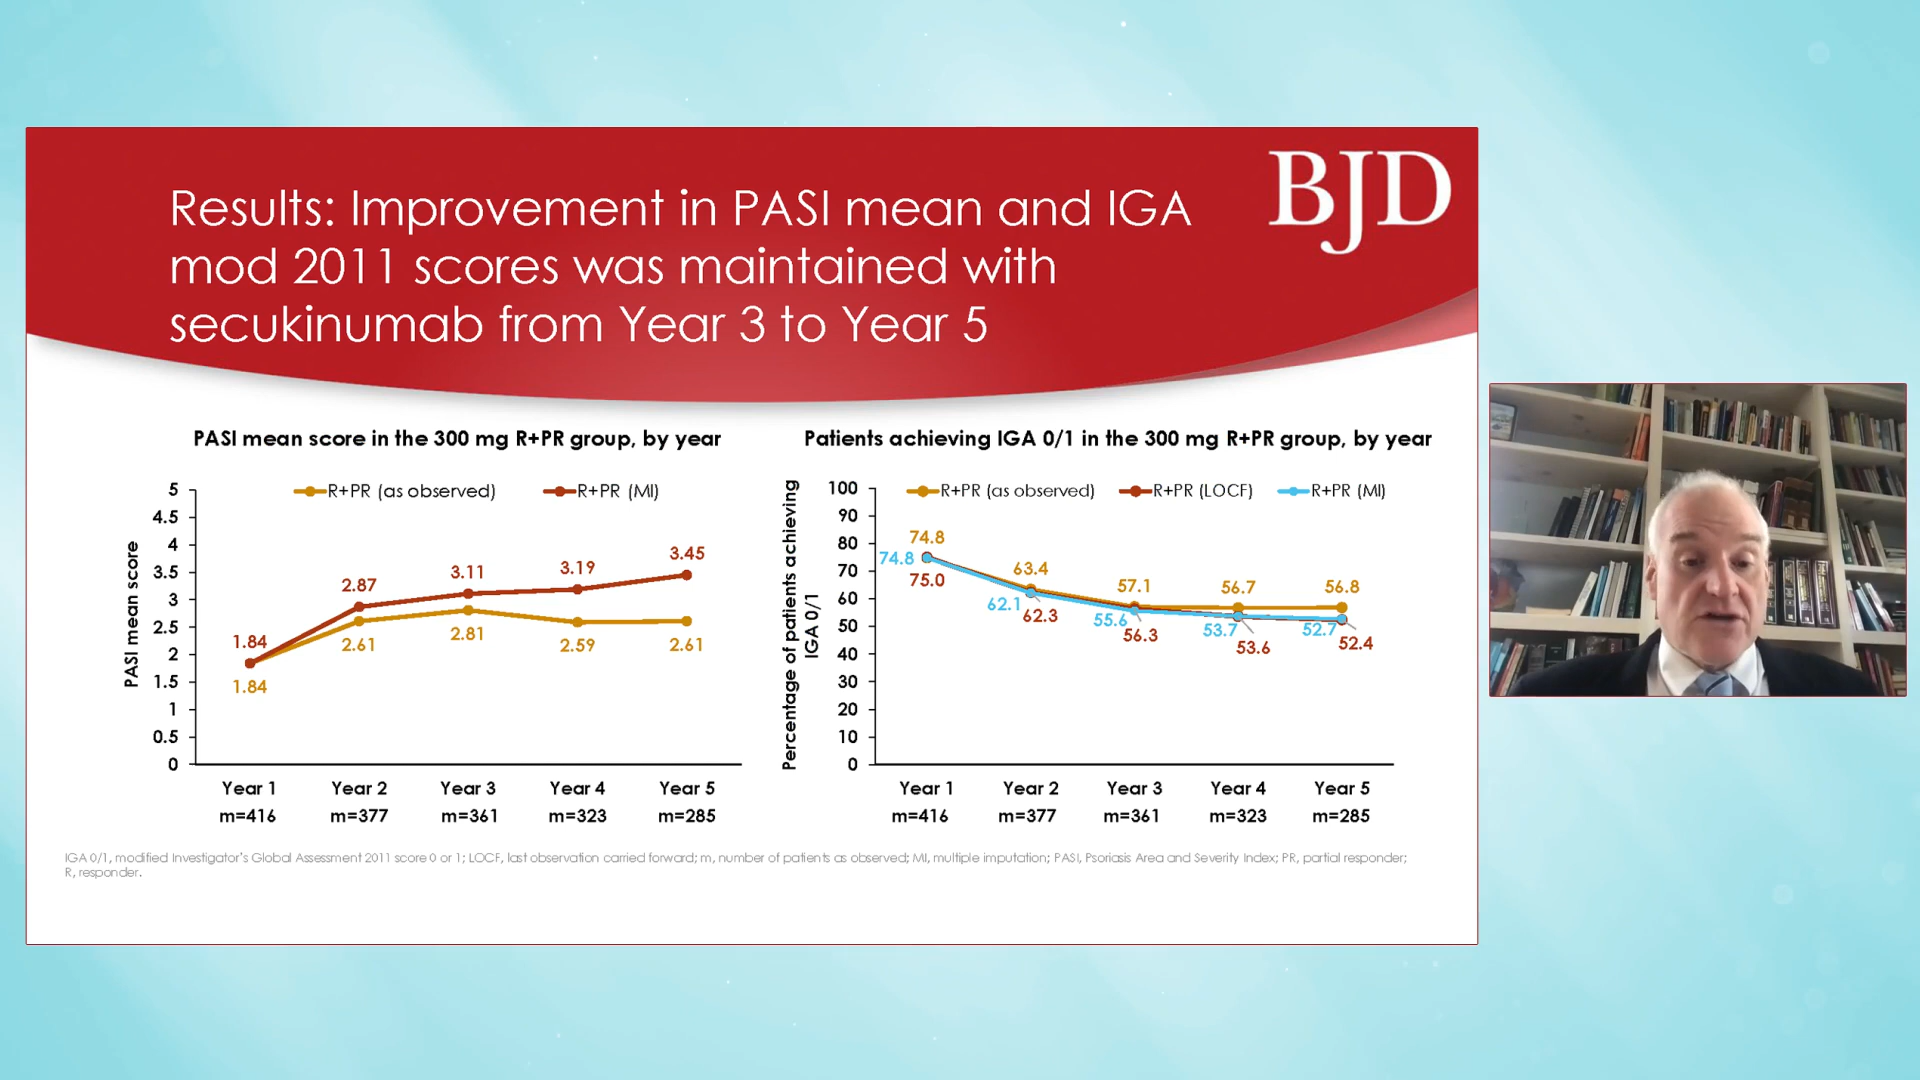 BJD
Results: Improvement in PASI mean and IGA
mod 2011 scores was maintained with
secukinumab from Year 3 to Year 5
PASI mean score in the 300 mg R+PR group, by year
R+PR (as observed)
R+PR (MI)
PASI mean score
5
4.5
4
3.5
3
2.5
2
1.5
1
0.5
0
1.84
2.87
3.11
3.19
3.45
1.84
2.61
2.81
2.59
2.61
Year 1
Year 2
Year 3
Year 4
Year 5
m=416
m=377
m=361
m=323
m=285
Patients achieving IGA 0/1 in the 300 mg R+PR group, by year
R+PR (as observed)
R+PR (LOCF)
R+PR (MI)
Percentage of patients achieving
IGA 0/1
100
90
80
70
60
50
40
30
20
10
0
74.8
63.4
57.1
56.7
56.8
74.8
62.1
55.6
53.7
52.7
75.0
62.3
56.3
53.6
52.4
Year 1
Year 2
Year 3
Year 4
Year 5
m=416
m=377
m=361
m=323
m=285
IGA 0/1, modified Investigator's Global Assessment 2011 score 0 or 1; LOCF, last observation carried forward; m, number of patients as observed; MI, multiple imputation; PASI, Psoriasis Area and Severity Index; PR, partial responder;
R, responder.